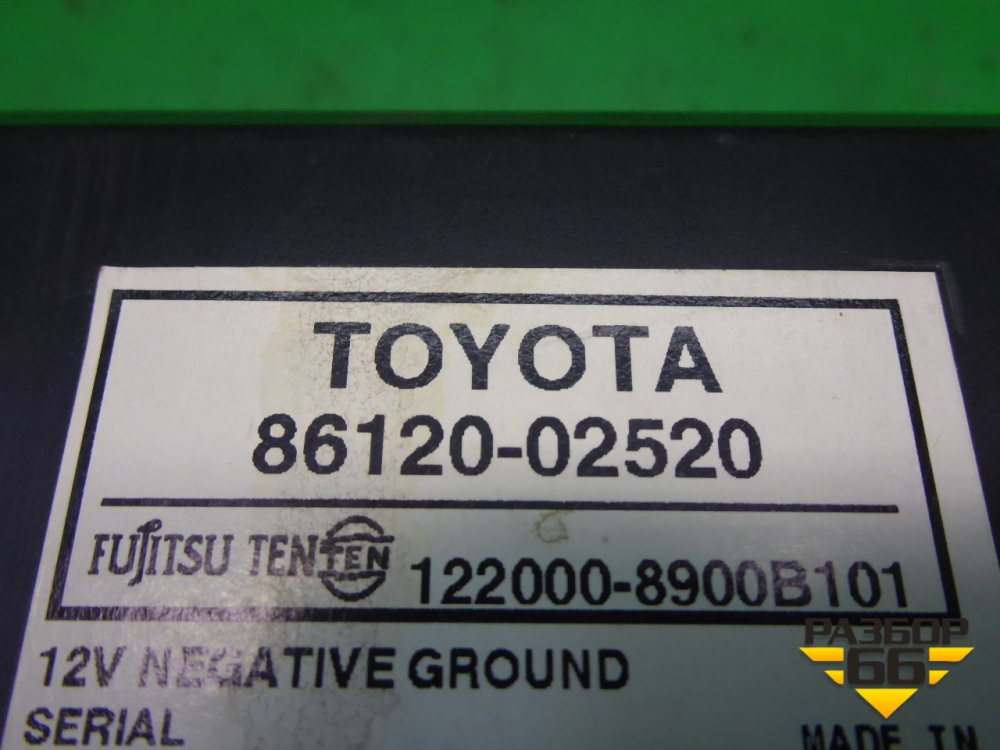 TOYOTA
86120-02520
FUJITSU TEN TEN 122000-8900B101
12V NEGATIVE GROUND
SERIAL MADE IN
РАЗБОР
66